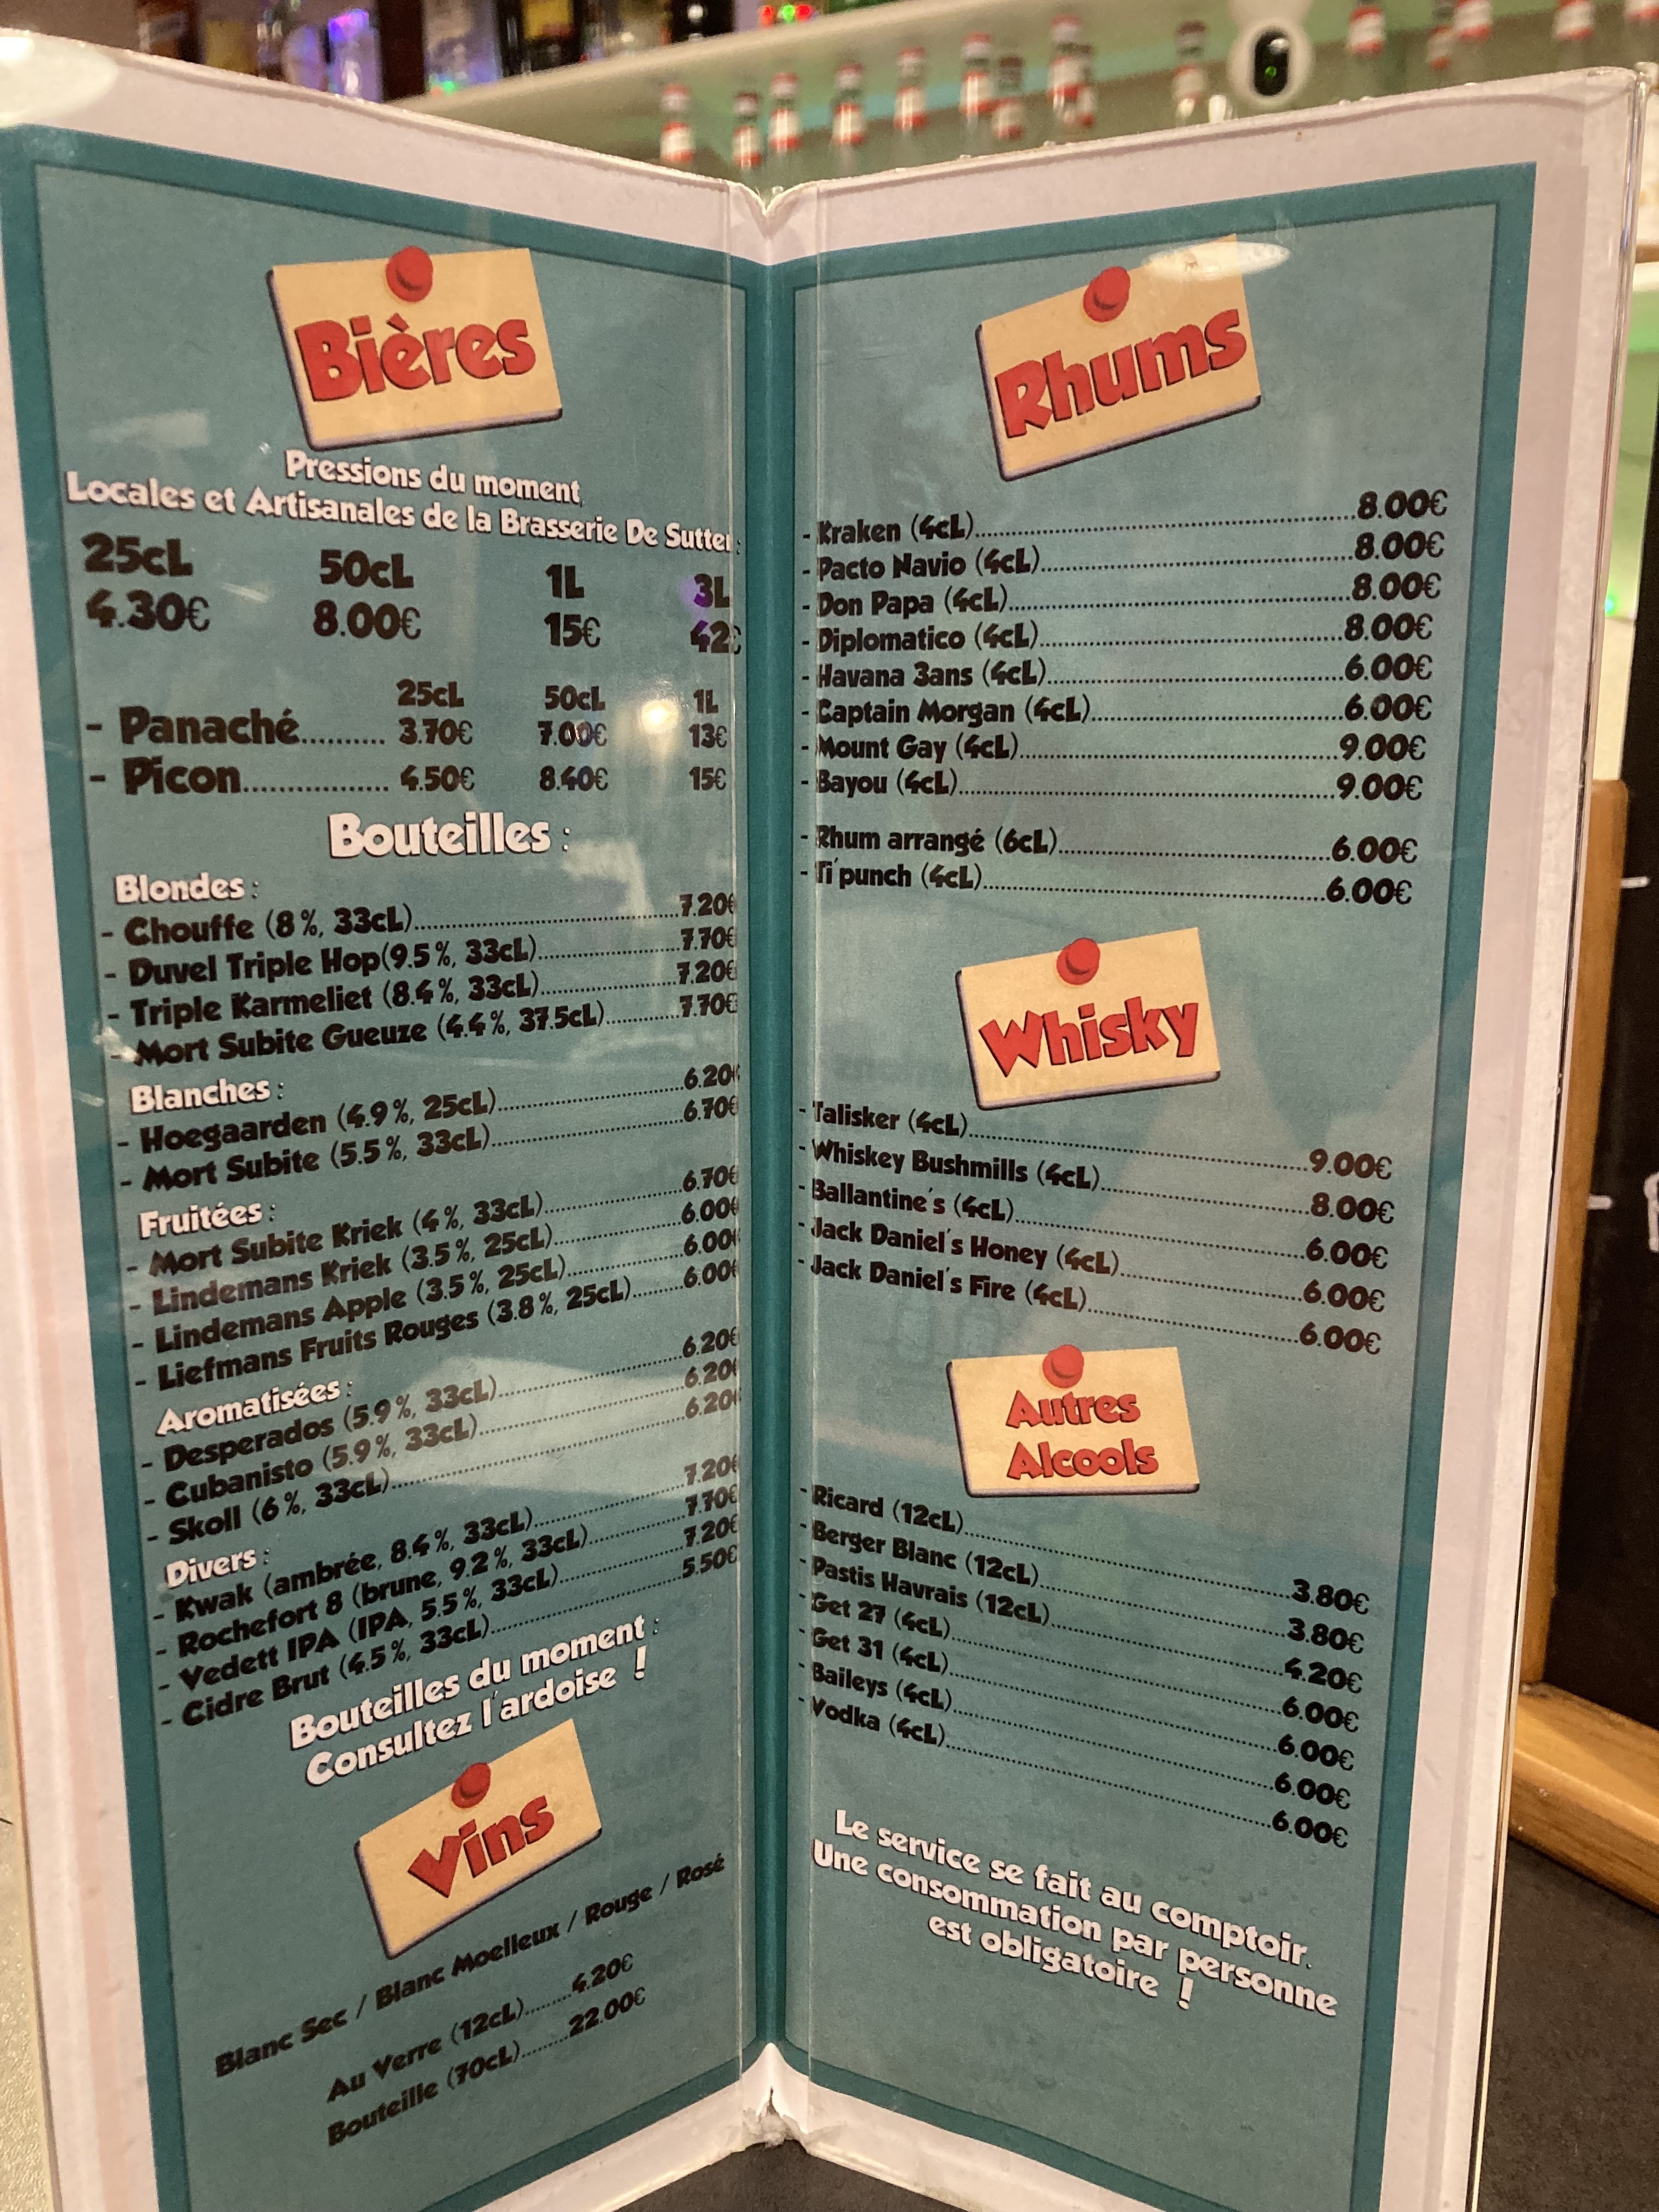 Bières
Pressions du moment,
Locales et Artisanales de la Brasserie De Sutter :
25cL 50cL 1L 3L
4.30€ 8.00€ 15€ 42€
25cL 50cL 1L
- Panaché.......... 3.70€ 7.00€ 13€
- Picon................. 4.50€ 8.40€ 15€
Bouteilles :
Blondes :
- Chouffe (8%, 33cL)..........7.20€
- Duvel Triple Hop(9.5%, 33cL)..........7.70€
- Triple Karmeliet (8.4%, 33cL)..........7.20€
- Mort Subite Gueuze (4.4%, 37.5cL)..........7.70€
Blanches :
- Hoegaarden (4.9%, 25cL)..........6.20€
- Mort Subite (5.5%, 33cL)..........6.70€
Fruitées :
- Mort Subite Kriek (4%, 33cL)..........6.70€
- Lindemans Kriek (3.5%, 25cL)..........6.00€
- Lindemans Apple (3.5%, 25cL)..........6.00€
- Liefmans Fruits Rouges (3.8%, 25cL)..........6.00€
Aromatisées :
- Desperados (5.9%, 33cL)..........6.20€
- Cubanisto (5.9%, 33cL)..........6.20€
- Skoll (6%, 33cL)..........6.20€
Divers :
- Kwak (ambrée, 8.4%, 33cL)..........7.20€
- Rochefort 8 (brune, 9.2%, 33cL)..........7.70€
- Vedett IPA (IPA, 5.5%, 33cL)..........7.20€
- Cidre Brut (4.5%, 33cL)..........5.50€
Bouteilles du moment :
Consultez l'ardoise !
Vins
Blanc Sec / Blanc Moelleux / Rouge / Rosé
Au Verre (12cL)........4.20€
Bouteille (70cL)........22.00€
Rhums
- Kraken (4cL)..........8.00€
- Pacto Navio (4cL)..........8.00€
- Don Papa (4cL)..........8.00€
- Diplomatico (4cL)..........8.00€
- Havana 3ans (4cL)..........6.00€
- Captain Morgan (4cL)..........6.00€
- Mount Gay (4cL)..........9.00€
- Bayou (4cL)..........9.00€
- Rhum arrangé (6cL)..........6.00€
- Ti'punch (4cL)..........6.00€
Whisky
- Talisker (4cL)..........9.00€
- Whiskey Bushmills (4cL)..........8.00€
- Ballantine's (4cL)..........6.00€
- Jack Daniel's Honey (4cL)..........6.00€
- Jack Daniel's Fire (4cL)..........6.00€
Autres
Alcools
- Ricard (12cL)..........3.80€
- Berger Blanc (12cL)..........3.80€
- Pastis Havrais (12cL)..........4.20€
- Get 27 (4cL)..........6.00€
- Get 31 (4cL)..........6.00€
- Baileys (4cL)..........6.00€
- Vodka (4cL)..........6.00€
Le service se fait au comptoir.
Une consommation par personne
est obligatoire !